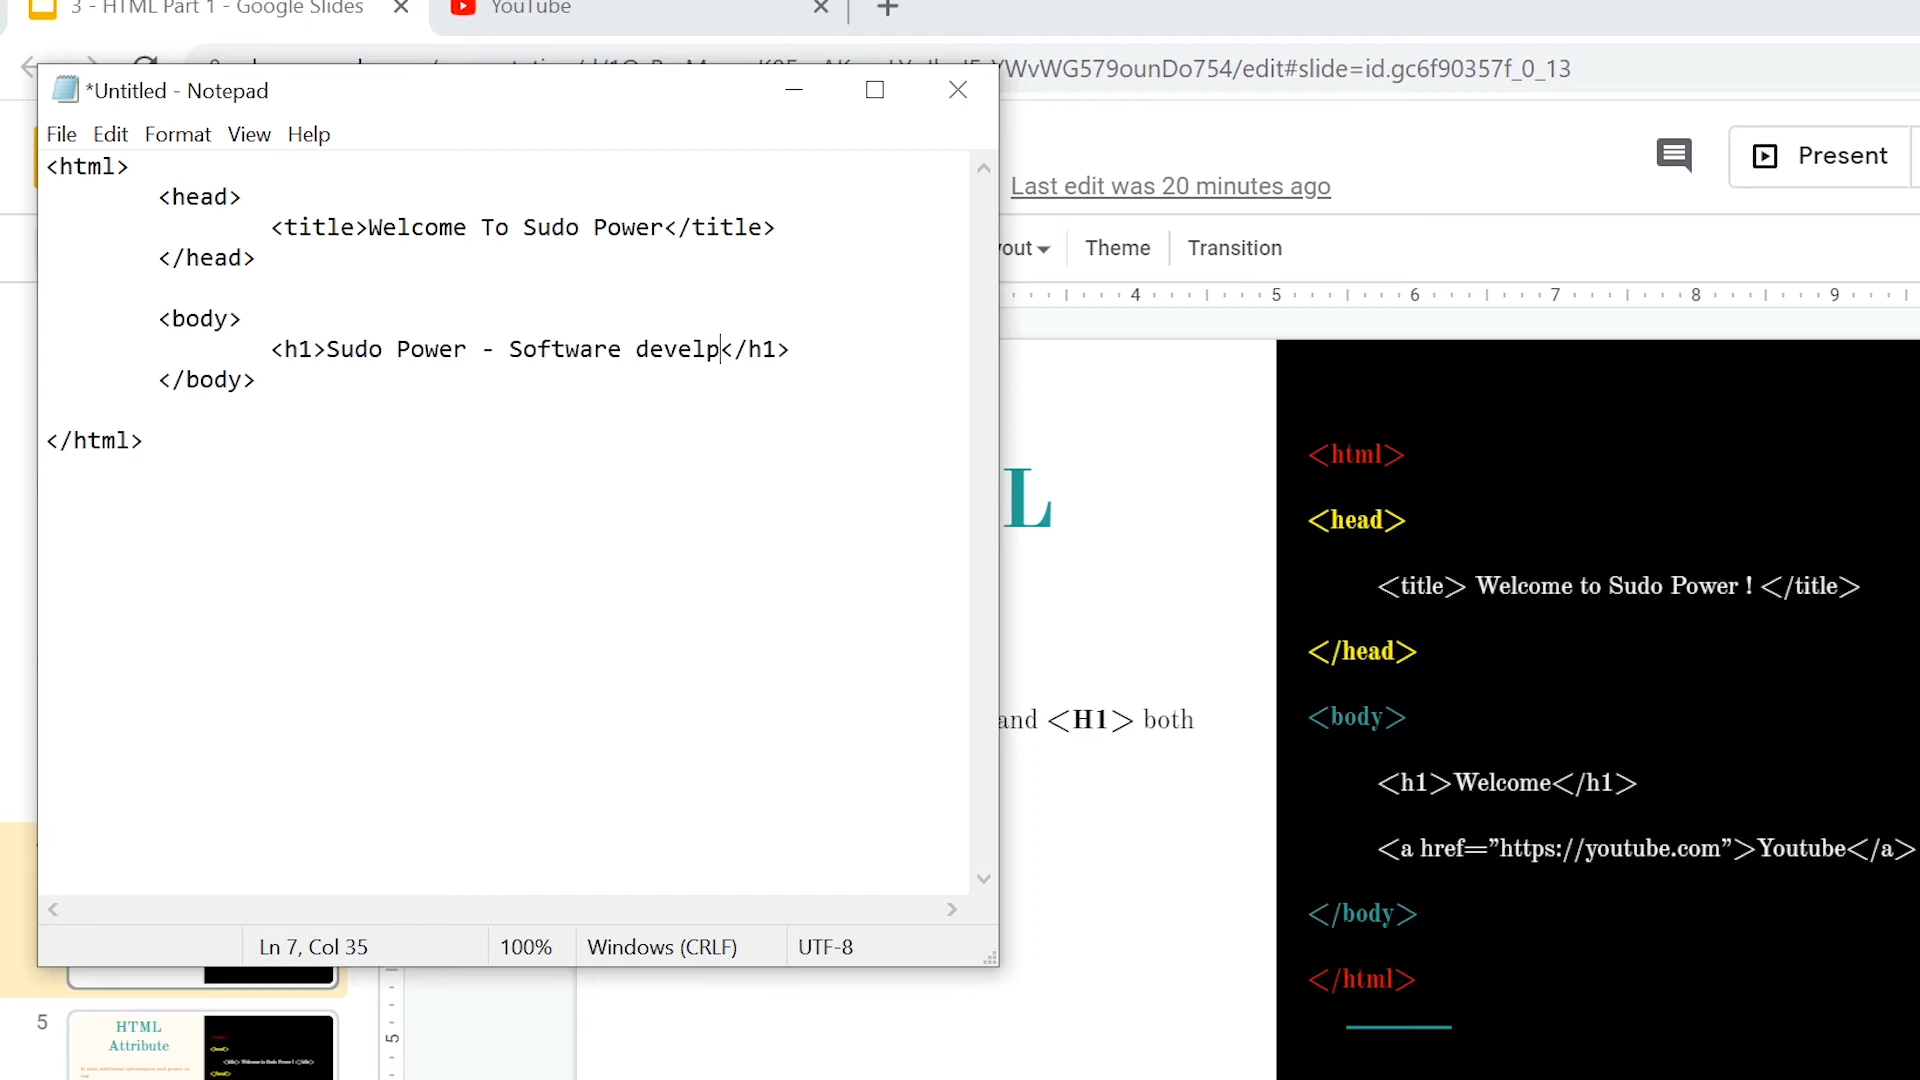 3 - HTML Part 1 - Google Slides
YouTube
WvWG579ounDo754/edit#slide=id.gc6f90357f_0_13
*Untitled - Notepad
File Edit Format View Help
<html>
<head>
<title>Welcome To Sudo Power</title>
</head>
<body>
<h1>Sudo Power - Software develp</h1>
</body>
</html>
Ln 7, Col 35
100%
Windows (CRLF)
UTF-8
Present
Last edit was 20 minutes ago
Theme
Transition
4 5 6 7 8 9
L
and <H1> both
<html>
<head>
<title> Welcome to Sudo Power ! </title>
</head>
<body>
<h1>Welcome</h1>
<a href=”https://youtube.com”>Youtube</a>
</body>
</html>
5
HTML
Attribute
5